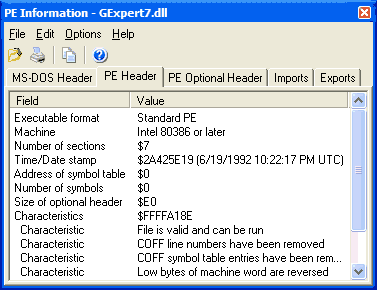 PE Information - GExpert7.dll
File Edit Options Help
MS-DOS Header PE Header PE Optional Header Imports Exports
Field Value
Executable format Standard PE
Machine Intel 80386 or later
Number of sections $7
Time/Date stamp $2A425E19 (6/19/1992 10:22:17 PM UTC)
Address of symbol table $0
Number of symbols $0
Size of optional header $E0
Characteristics $FFFFA18E
Characteristic File is valid and can be run
Characteristic COFF line numbers have been removed
Characteristic COFF symbol table entries have been rem...
Characteristic Low bytes of machine word are reversed